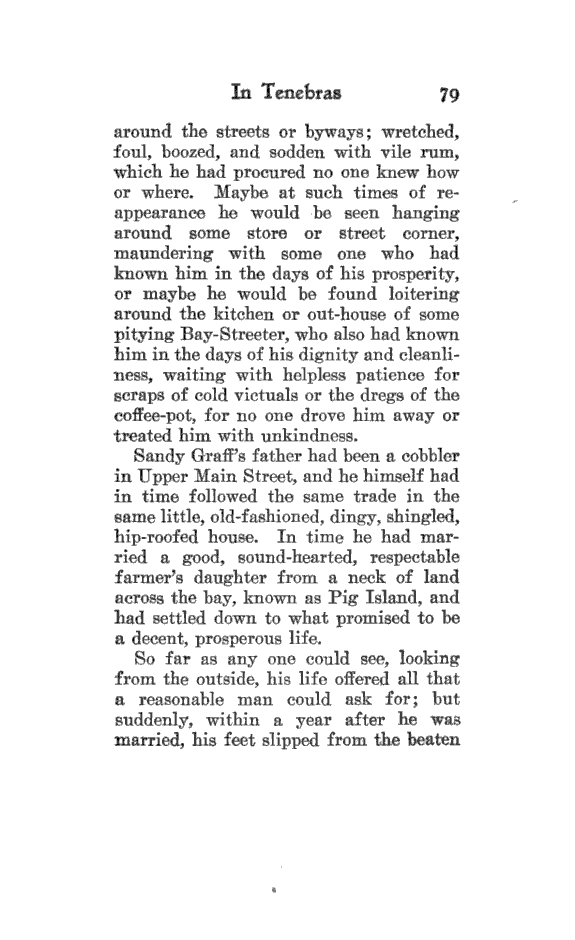 In Tenebras 79
around the streets or byways; wretched,
foul, boozed, and sodden with vile rum,
which he had procured no one knew how
or where. Maybe at such times of re-
appearance he would be seen hanging
around some store or street corner,
maundering with some one who had
known him in the days of his prosperity,
or maybe he would be found loitering
around the kitchen or out-house of some
pitying Bay-Streeter, who also had known
him in the days of his dignity and cleanli-
ness, waiting with helpless patience for
scraps of cold victuals or the dregs of the
coffee-pot, for no one drove him away or
treated him with unkindness.
Sandy Graff's father had been a cobbler
in Upper Main Street, and he himself had
in time followed the same trade in the
same little, old-fashioned, dingy, shingled,
hip-roofed house. In time he had mar-
ried a good, sound-hearted, respectable
farmer's daughter from a neck of land
across the bay, known as Pig Island, and
had settled down to what promised to be
a decent, prosperous life.
So far as any one could see, looking
from the outside, his life offered all that
a reasonable man could ask for; but
suddenly, within a year after he was
married, his feet slipped from the beaten